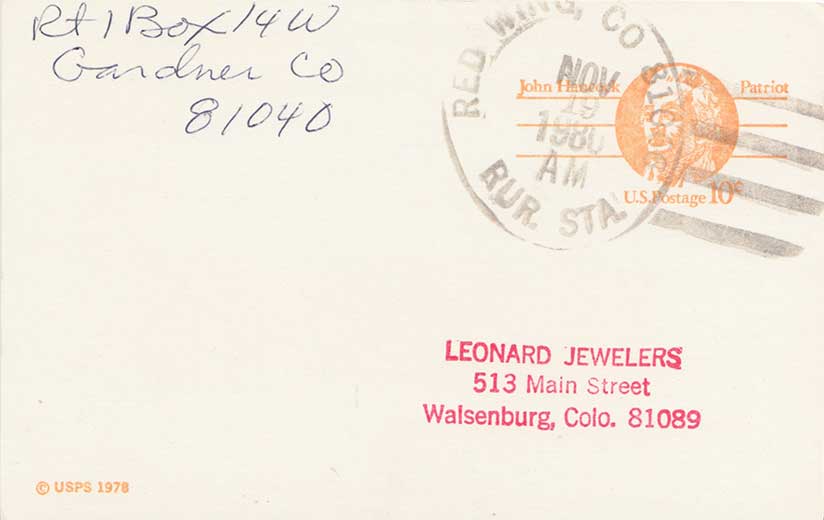 Rt 1 Box 14W
Gardner Co
81040
RED WING, CO
NOV
19
1980
AM
RUR. STA.
John Hancock Patriot
U.S. Postage 10c
LEONARD JEWELERS
513 Main Street
Walsenburg, Colo. 81089
© USPS 1978